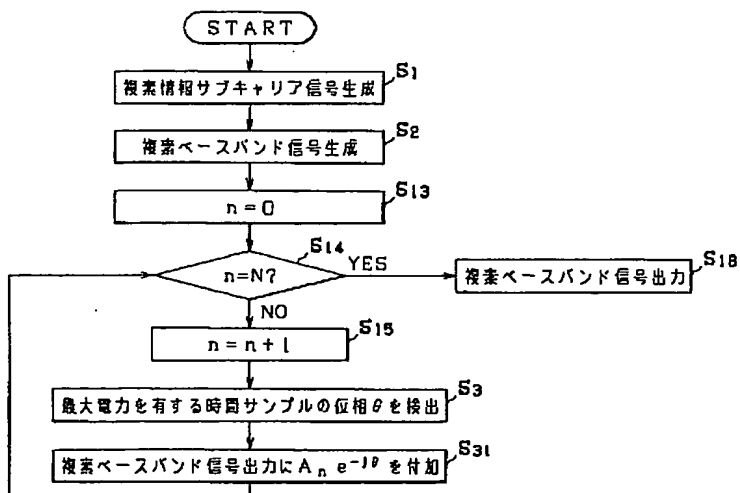 START
S1
複素情報サブキャリア信号生成
S2
複素ベースバンド信号生成
S13
n=0
S14
n=N?
YES
S18
複素ベースバンド信号出力
NO
S15
n=n+1
S3
最大電力を有する時間サンプルの位相θを検出
S31
複素ベースバンド信号出力にAn e-jθを付加